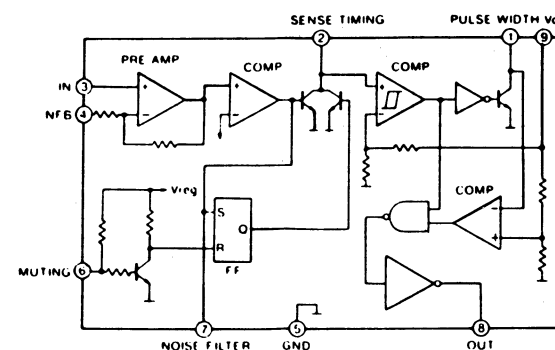 SENSE TIMING
PULSE WIDTH
2
1
9
PRE AMP
COMP
COMP
IN 3
+
-
+
-
+
-
NFB 4
Vreg
COMP
S
Q
R
FF
-
+
MUTING 6
7
5
8
NOISE FILTER
GND
OUT